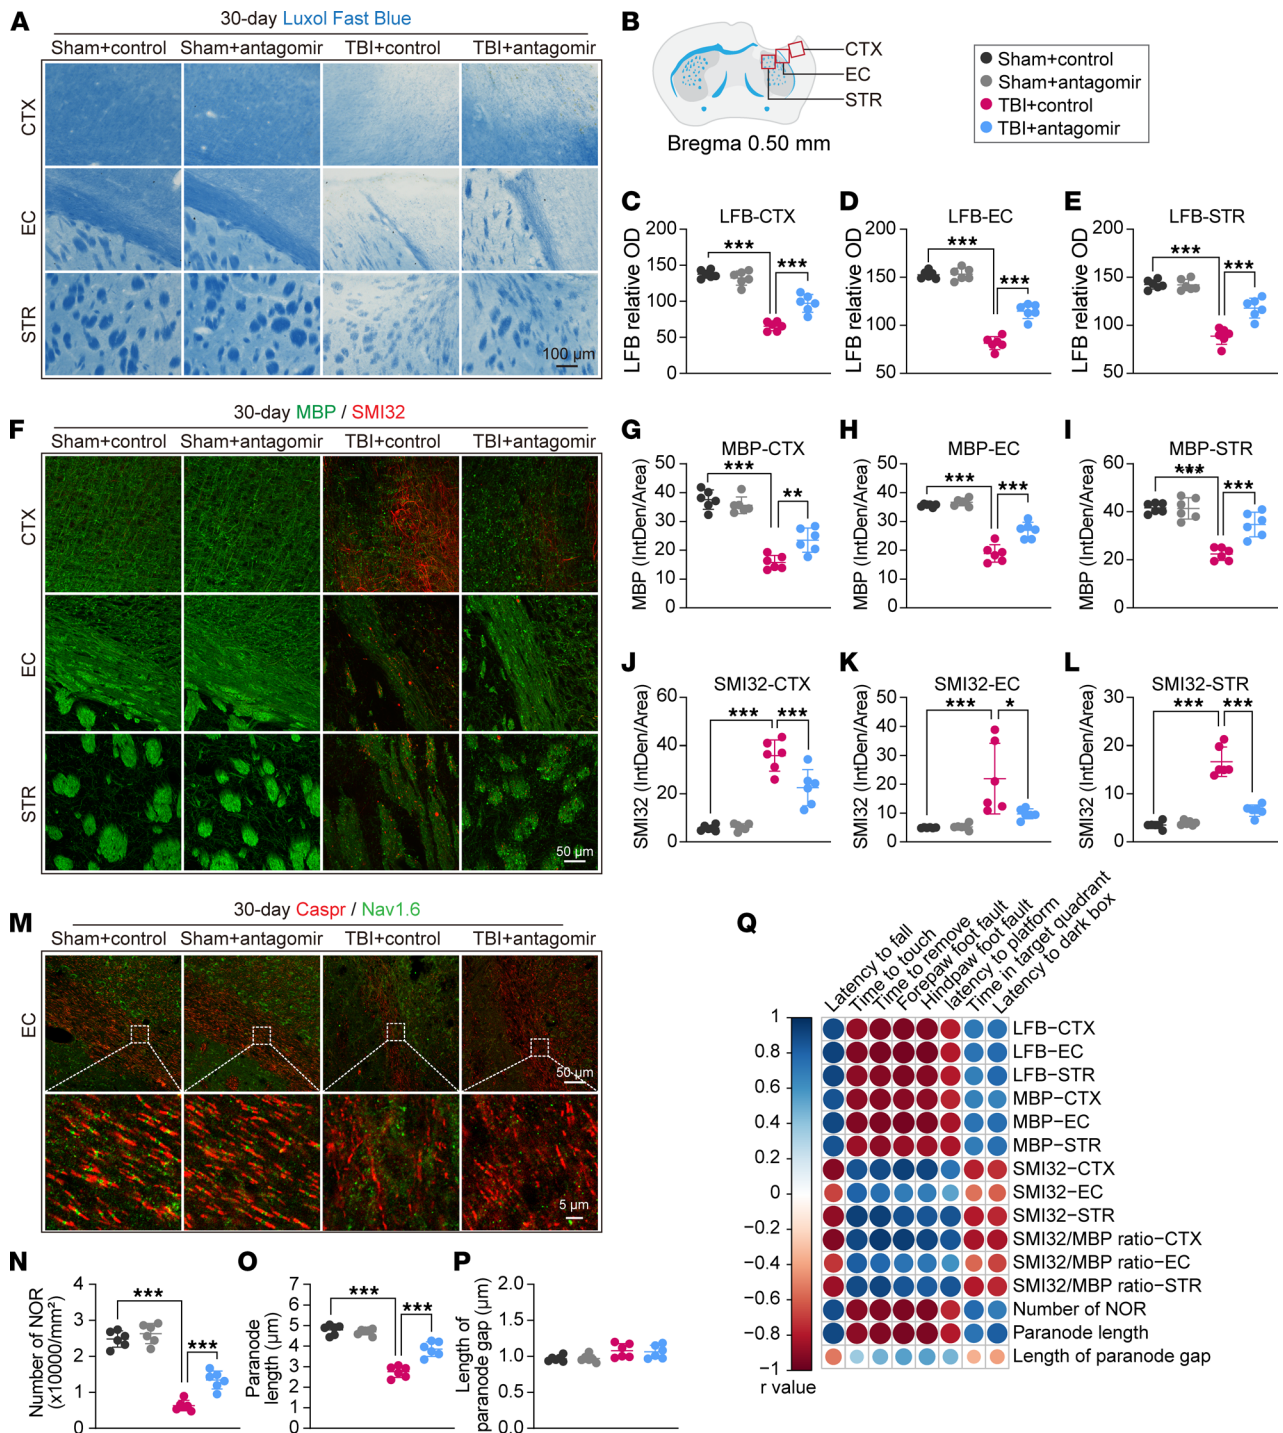 A
30-day Luxol Fast Blue
Sham+control Sham+antagomir TBI+control TBI+antagomir
CTX
EC
STR
100 µm
B
CTX
EC
STR
Bregma 0.50 mm
Sham+control
Sham+antagomir
TBI+control
TBI+antagomir
C
LFB-CTX
LFB relative OD
200
150
100
50
0
***
***
D
LFB-EC
LFB relative OD
200
150
100
50
***
***
E
LFB-STR
LFB relative OD
200
150
100
50
***
***
F
30-day MBP / SMI32
Sham+control Sham+antagomir TBI+control TBI+antagomir
CTX
EC
STR
50 µm
G
MBP-CTX
MBP (IntDen/Area)
50
40
30
20
10
0
***
**
H
MBP-EC
MBP (IntDen/Area)
50
40
30
20
10
0
***
***
I
MBP-STR
MBP (IntDen/Area)
60
40
20
0
***
***
J
SMI32-CTX
SMI32 (IntDen/Area)
60
40
20
0
***
***
K
SMI32-EC
SMI32 (IntDen/Area)
50
40
30
20
10
0
***
*
L
SMI32-STR
SMI32 (IntDen/Area)
30
20
10
0
***
***
M
30-day Caspr / Nav1.6
Sham+control Sham+antagomir TBI+control TBI+antagomir
EC
50 µm
5 µm
N
Number of NOR
(x10000/mm²)
4
3
2
1
0
***
***
O
Paranode
length (µm)
7
6
5
4
3
2
1
0
***
***
P
Length of
paranode gap (µm)
2.0
1.5
1.0
0.5
0.0
Q
Latency to fall
Time to touch
Time to remove
Forepaw foot fault
Hindpaw foot fault
latency to platform
Time in target quadrant
Latency to dark box
1
0.8
0.6
0.4
0.2
0
−0.2
−0.4
−0.6
−0.8
−1
r value
LFB−CTX
LFB−EC
LFB−STR
MBP−CTX
MBP−EC
MBP−STR
SMI32−CTX
SMI32−EC
SMI32−STR
SMI32/MBP ratio−CTX
SMI32/MBP ratio−EC
SMI32/MBP ratio−STR
Number of NOR
Paranode length
Length of paranode gap